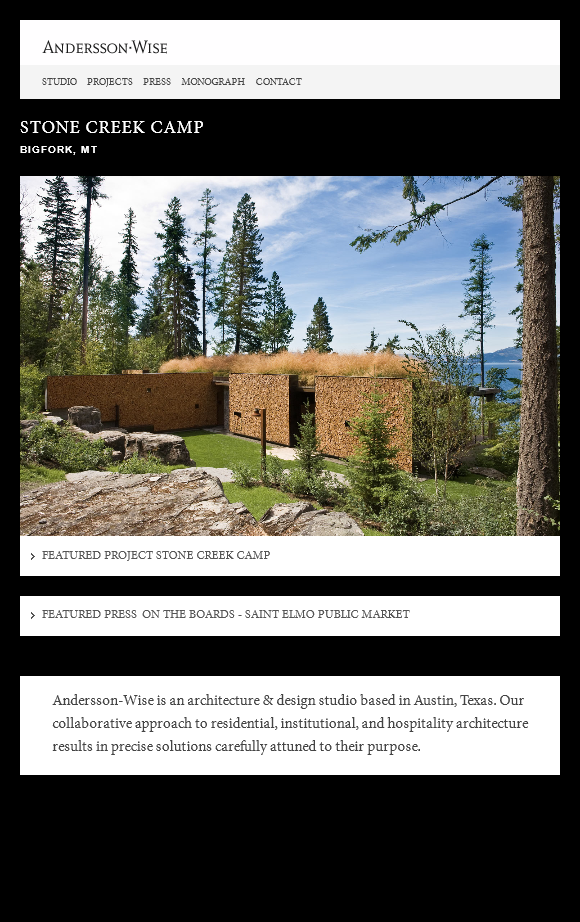 ANDERSSON·WISE
STUDIO PROJECTS PRESS MONOGRAPH CONTACT
STONE CREEK CAMP
BIGFORK, MT
FEATURED PROJECT STONE CREEK CAMP
FEATURED PRESS ON THE BOARDS - SAINT ELMO PUBLIC MARKET
Andersson-Wise is an architecture & design studio based in Austin, Texas. Our
collaborative approach to residential, institutional, and hospitality architecture
results in precise solutions carefully attuned to their purpose.